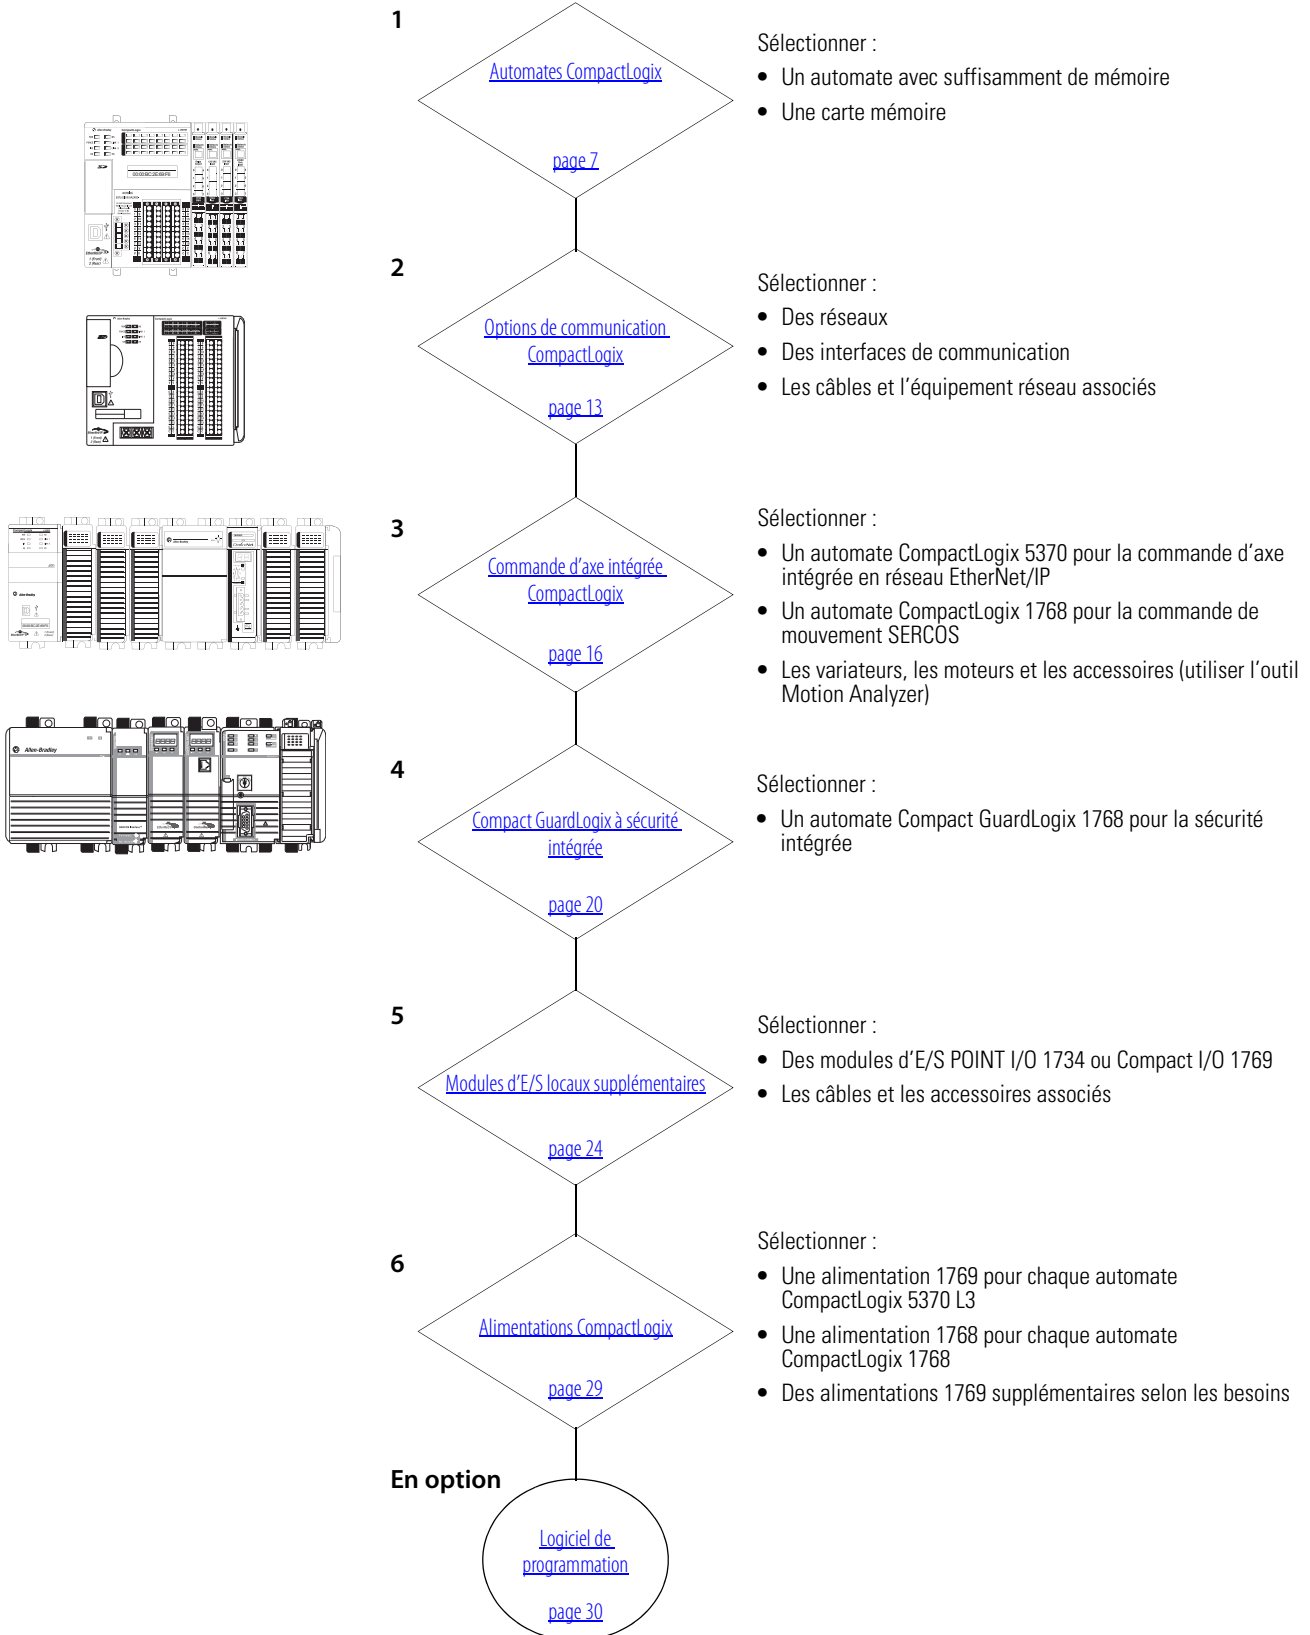 1
Automates CompactLogix
page 7
Sélectionner :
• Un automate avec suffisamment de mémoire
• Une carte mémoire
2
Options de communication
CompactLogix
page 13
Sélectionner :
• Des réseaux
• Des interfaces de communication
• Les câbles et l'équipement réseau associés
3
Commande d'axe intégrée
CompactLogix
page 16
Sélectionner :
• Un automate CompactLogix 5370 pour la commande d'axe
intégrée en réseau EtherNet/IP
• Un automate CompactLogix 1768 pour la commande de
mouvement SERCOS
• Les variateurs, les moteurs et les accessoires (utiliser l'outil
Motion Analyzer)
Allen-Bradley
4
Compact GuardLogix à sécurité
intégrée
page 20
Sélectionner :
• Un automate Compact GuardLogix 1768 pour la sécurité
intégrée
5
Modules d'E/S locaux supplémentaires
page 24
Sélectionner :
• Des modules d'E/S POINT I/O 1734 ou Compact I/O 1769
• Les câbles et les accessoires associés
6
Alimentations CompactLogix
page 29
Sélectionner :
• Une alimentation 1769 pour chaque automate
CompactLogix 5370 L3
• Une alimentation 1768 pour chaque automate
CompactLogix 1768
• Des alimentations 1769 supplémentaires selon les besoins
En option
Logiciel de
programmation
page 30